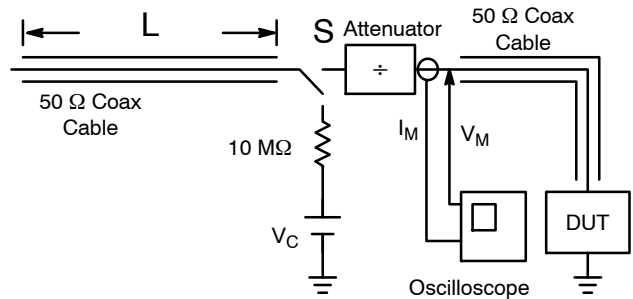 L
S
Attenuator
÷
50 Ω Coax
Cable
50 Ω Coax
Cable
10 MΩ
V_C
I_M
V_M
DUT
Oscilloscope